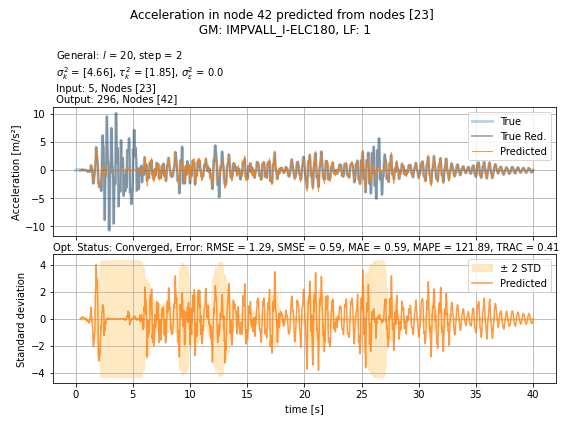 Acceleration in node 42 predicted from nodes [23]
GM: IMPVALL_I-ELC180, LF: 1
General: l = 20, step = 2
σ_k² = [4.66], τ_k² = [1.85], σ_ε² = 0.0
Input: 5, Nodes [23]
Output: 296, Nodes [42]
Acceleration [m/s²]
10
5
0
−5
−10
True
True Red.
Predicted
Opt. Status: Converged, Error: RMSE = 1.29, SMSE = 0.59, MAE = 0.59, MAPE = 121.89, TRAC = 0.41
Standard deviation
4
2
0
−2
−4
± 2 STD
Predicted
0 5 10 15 20 25 30 35 40
time [s]